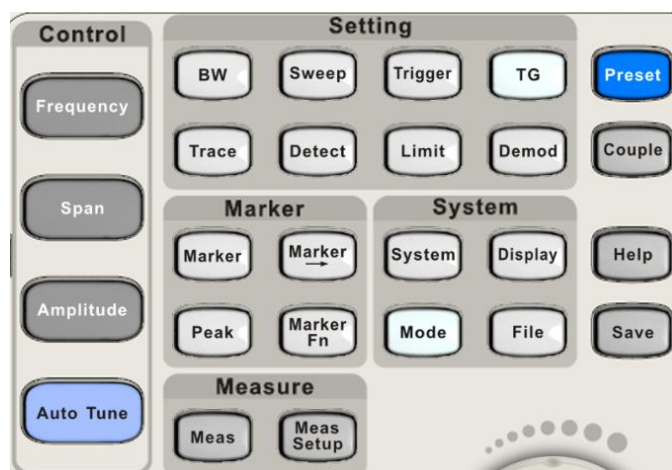 Control
Frequency
Span
Amplitude
Auto Tune
Setting
BW
Sweep
Trigger
TG
Trace
Detect
Limit
Demod
Marker
Marker
Marker
→
Peak
Marker
Fn
System
System
Display
Mode
File
Measure
Meas
Meas
Setup
Preset
Couple
Help
Save